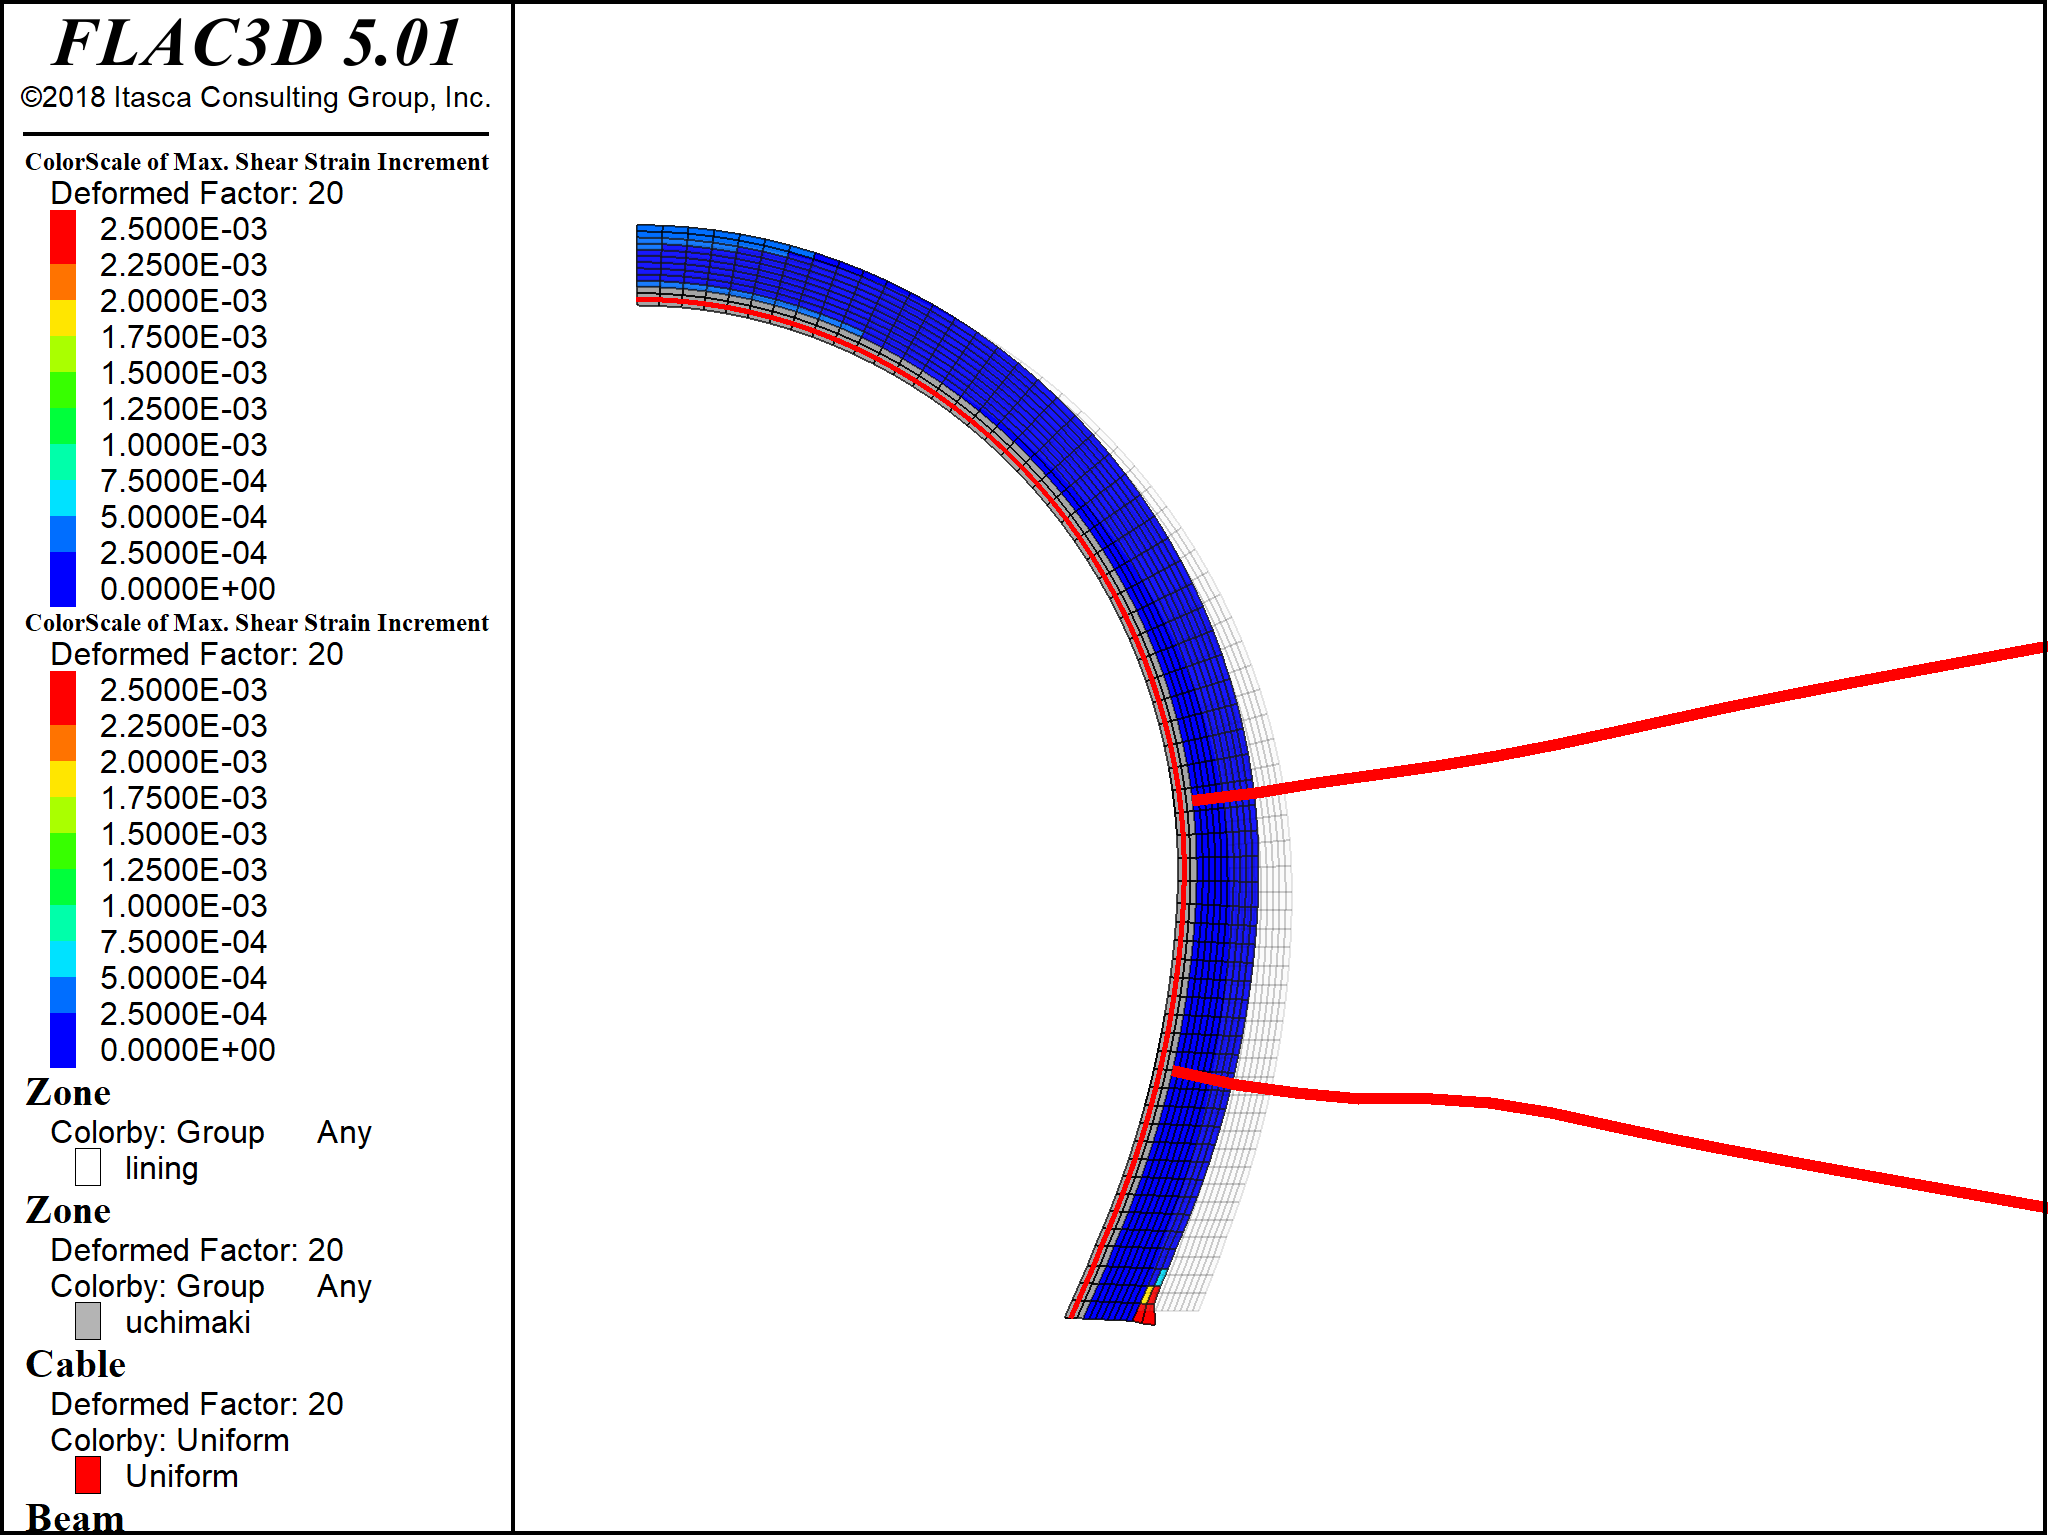 FLAC3D 5.01
©2018 Itasca Consulting Group, Inc.
ColorScale of Max. Shear Strain Increment
Deformed Factor: 20
2.5000E-03
2.2500E-03
2.0000E-03
1.7500E-03
1.5000E-03
1.2500E-03
1.0000E-03
7.5000E-04
5.0000E-04
2.5000E-04
0.0000E+00
ColorScale of Max. Shear Strain Increment
Deformed Factor: 20
2.5000E-03
2.2500E-03
2.0000E-03
1.7500E-03
1.5000E-03
1.2500E-03
1.0000E-03
7.5000E-04
5.0000E-04
2.5000E-04
0.0000E+00
Zone
Colorby: Group Any
lining
Zone
Deformed Factor: 20
Colorby: Group Any
uchimaki
Cable
Deformed Factor: 20
Colorby: Uniform
Uniform
Beam